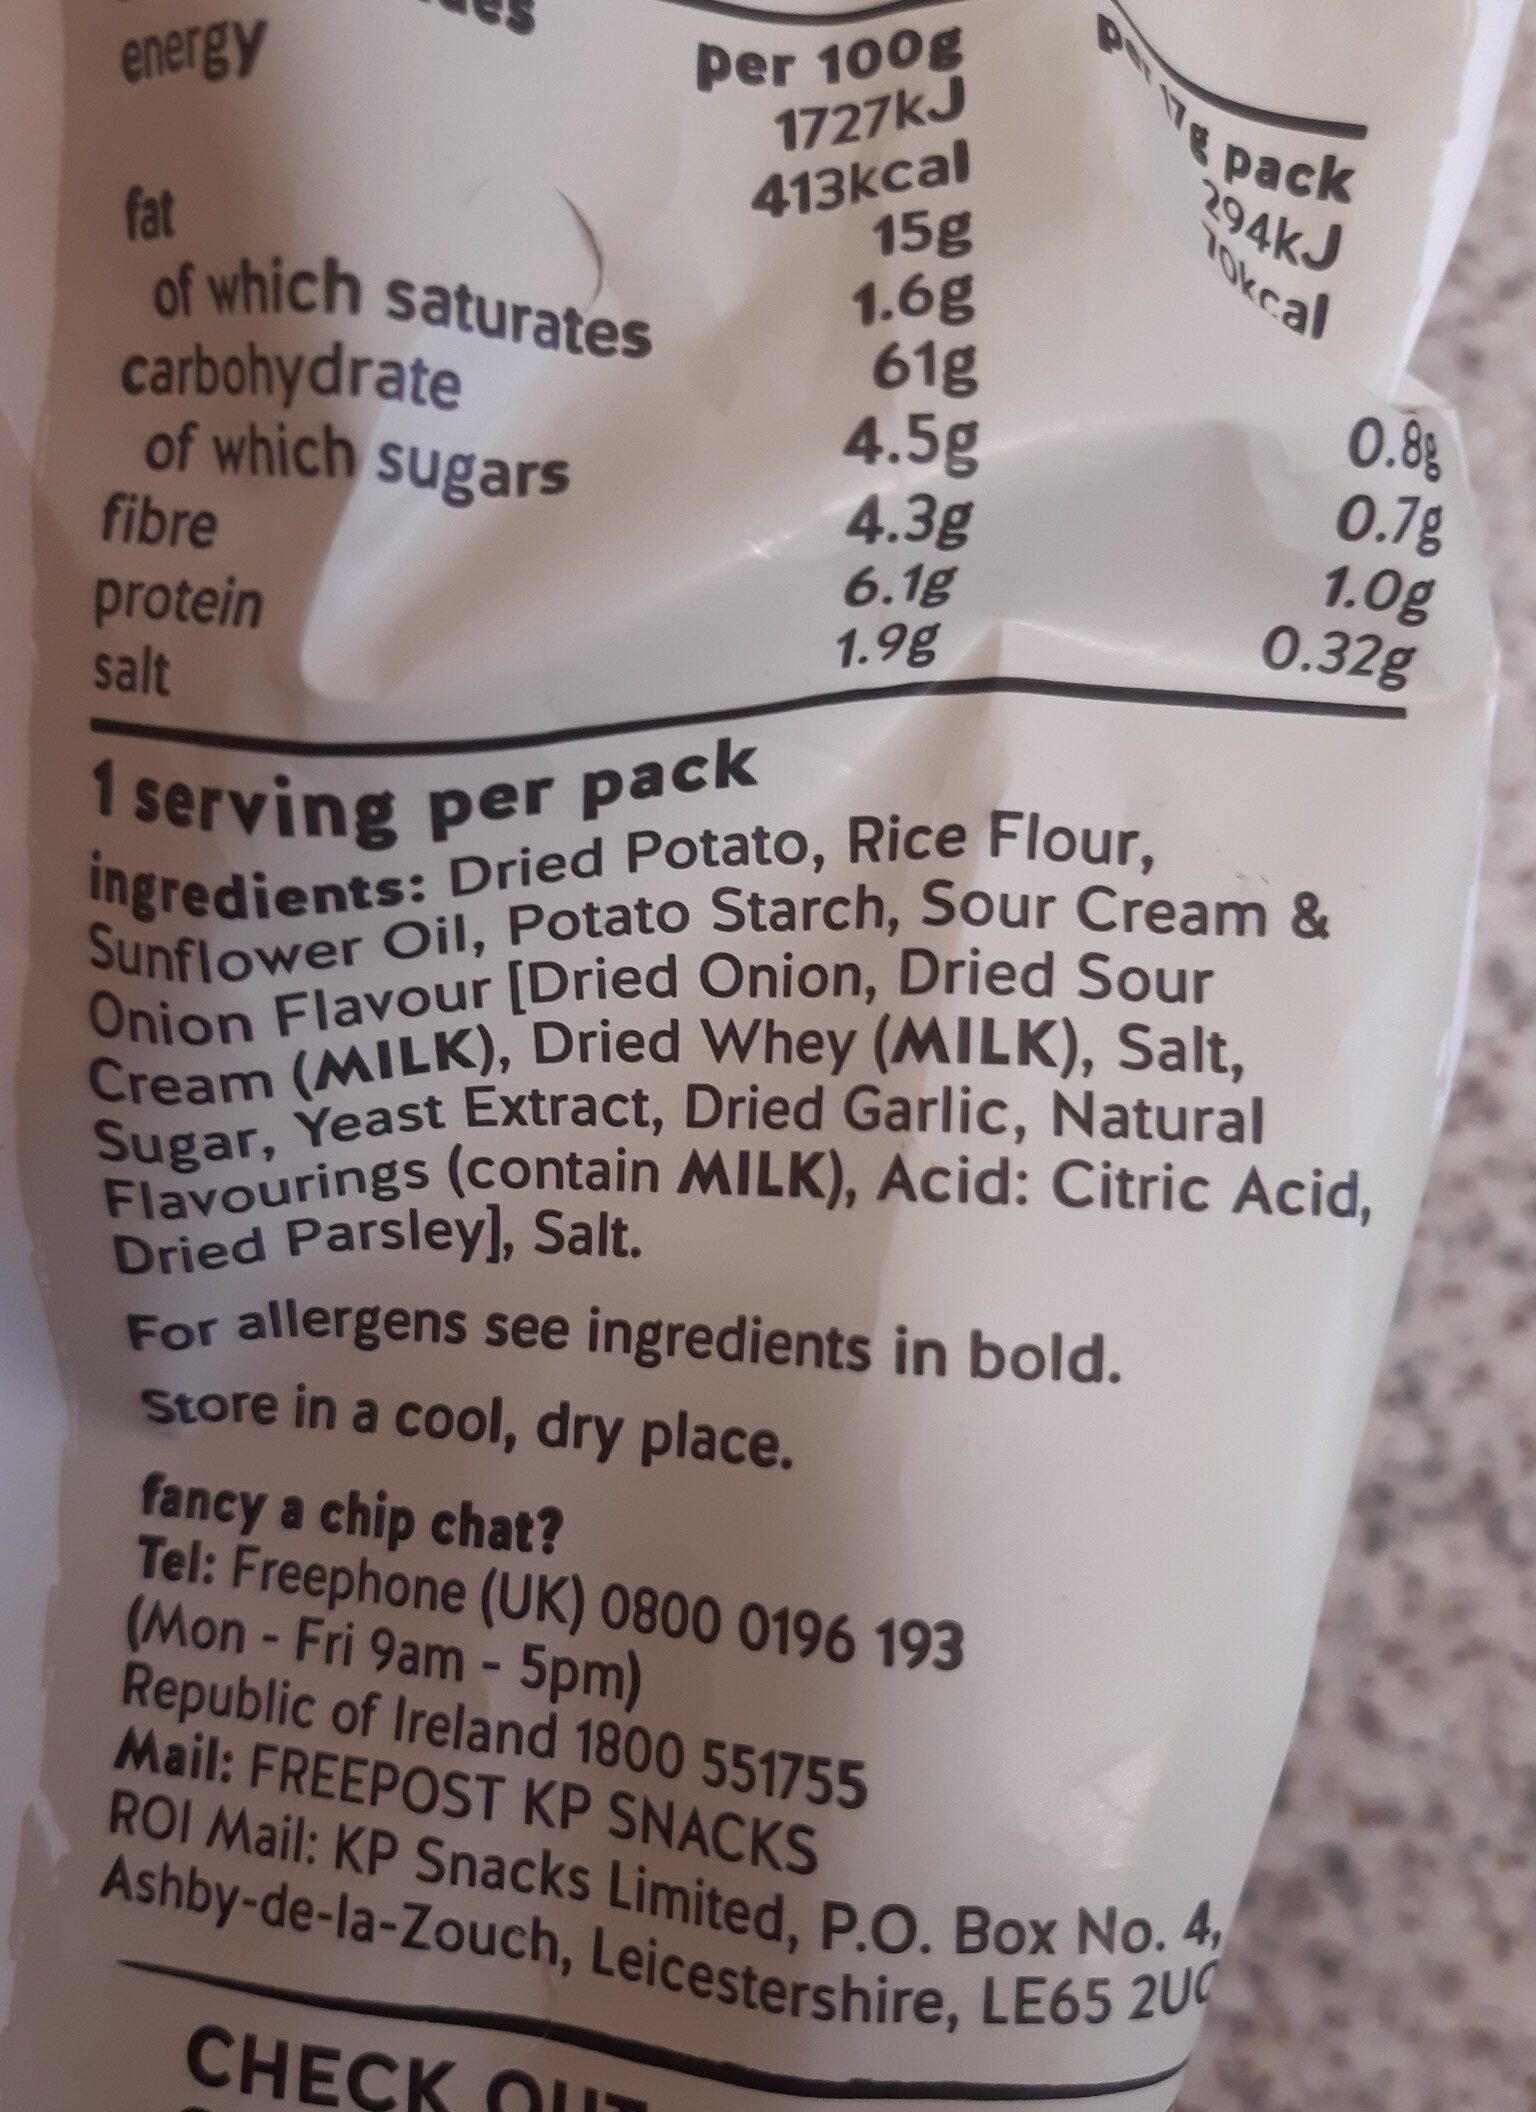 energy per 100g per 17g pack
1727kJ 294kJ
413kcal 70kcal
fat 15g
of which saturates 1.6g
carbohydrate 61g
of which sugars 4.5g 0.8g
fibre 4.3g 0.7g
protein 6.1g 1.0g
salt 1.9g 0.32g
1 serving per pack
ingredients: Dried Potato, Rice Flour,
Sunflower Oil, Potato Starch, Sour Cream &
Onion Flavour [Dried Onion, Dried Sour
Cream (MILK), Dried Whey (MILK), Salt,
Sugar, Yeast Extract, Dried Garlic, Natural
Flavourings (contain MILK), Acid: Citric Acid,
Dried Parsley], Salt.
For allergens see ingredients in bold.
Store in a cool, dry place.
fancy a chip chat?
Tel: Freephone (UK) 0800 0196 193
(Mon - Fri 9am - 5pm)
Republic of Ireland 1800 551755
Mail: FREEPOST KP SNACKS
ROI Mail: KP Snacks Limited, P.O. Box No. 4,
Ashby-de-la-Zouch, Leicestershire, LE65
CHECK OUT